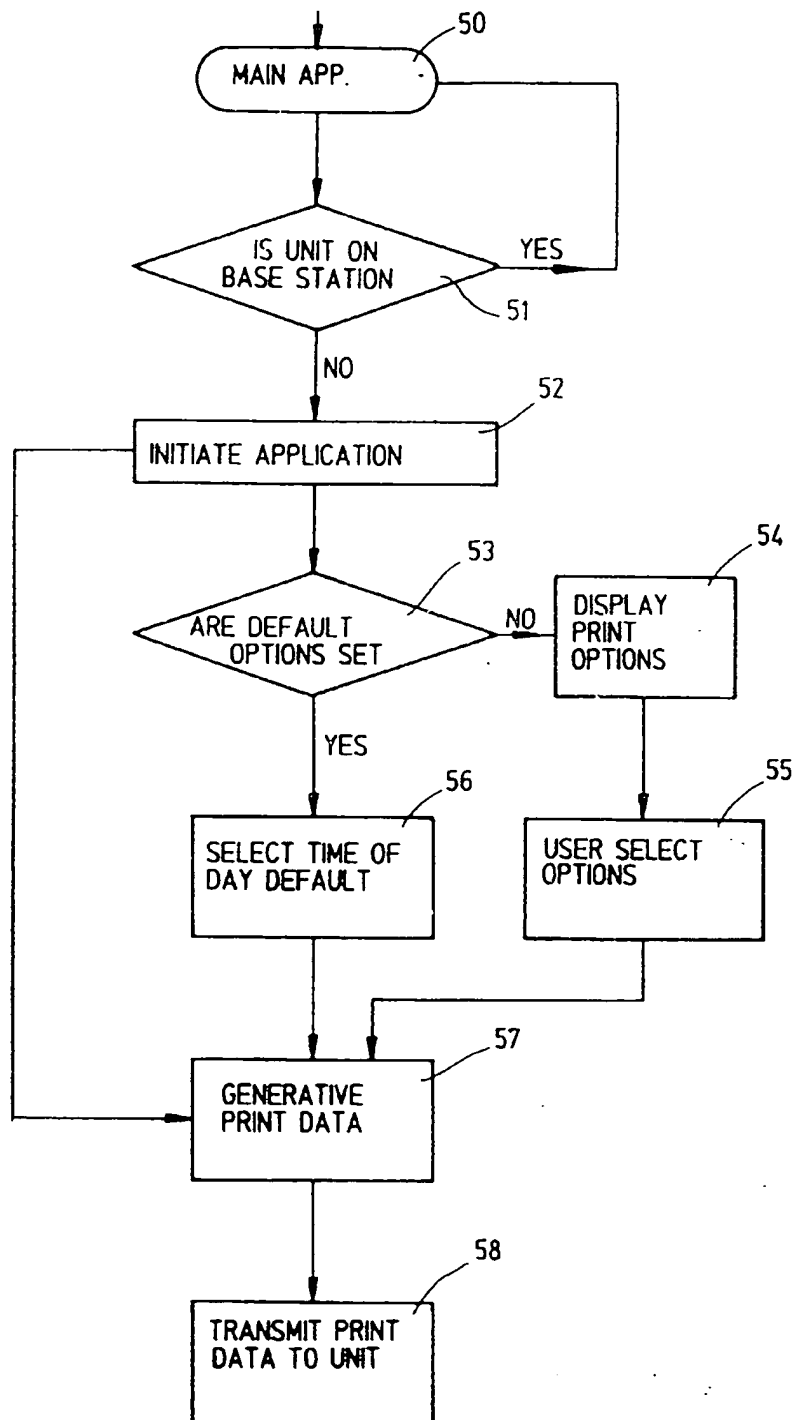 50
MAIN APP.
IS UNIT ON
BASE STATION
YES
51
NO
52
INITIATE APPLICATION
53
54
ARE DEFAULT
OPTIONS SET
NO
DISPLAY
PRINT
OPTIONS
YES
56
55
SELECT TIME OF
DAY DEFAULT
USER SELECT
OPTIONS
57
GENERATIVE
PRINT DATA
58
TRANSMIT PRINT
DATA TO UNIT